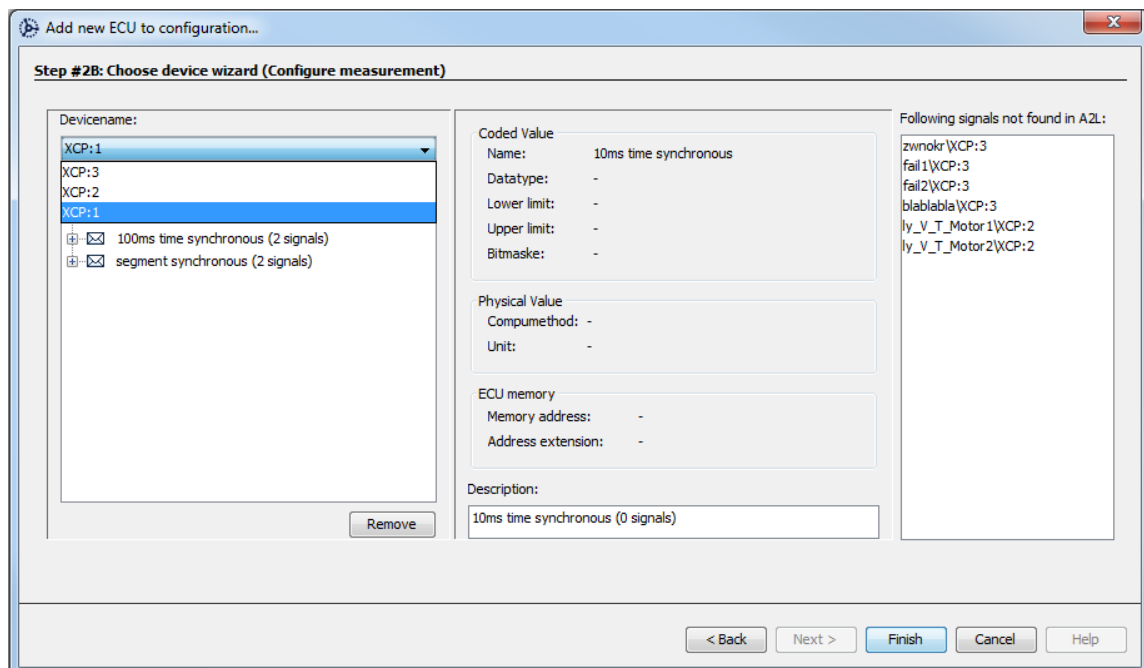 Add new ECU to configuration...
Step #2B: Choose device wizard (Configure measurement)
Devicename:
XCP:1
XCP:3
XCP:2
XCP:1
100ms time synchronous (2 signals)
segment synchronous (2 signals)
Remove
Coded Value
Name: 10ms time synchronous
Datatype: -
Lower limit: -
Upper limit: -
Bitmaske: -
Physical Value
Compumethod: -
Unit: -
ECU memory
Memory address: -
Address extension: -
Description:
10ms time synchronous (0 signals)
Following signals not found in A2L:
zwnokr\XCP:3
fail1\XCP:3
fail2\XCP:3
blablabla\XCP:3
ly_V_T_Motor1\XCP:2
ly_V_T_Motor2\XCP:2
< Back Next > Finish Cancel Help